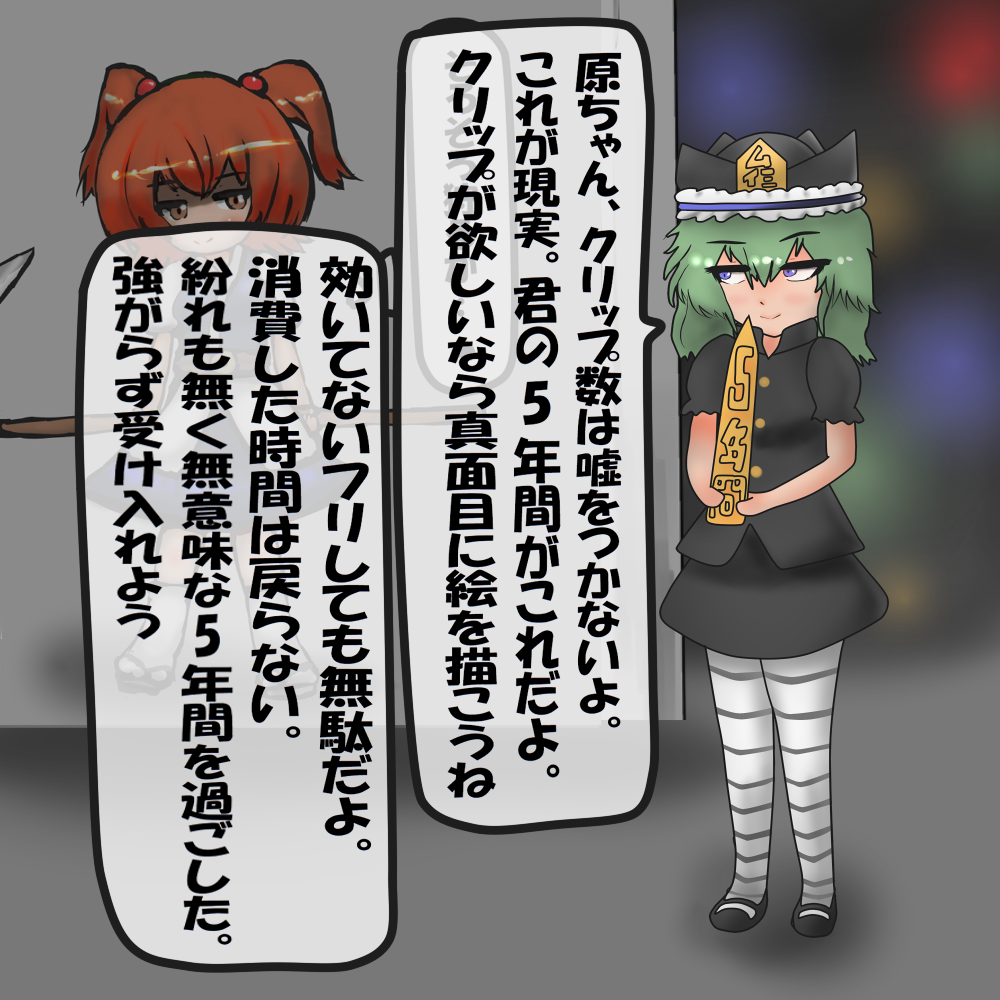 原ちゃん、クリップ数は嘘をつかないよ。
これが現実。君の５年間がこれだよ。
クリップが欲しいなら真面目に絵を描こうね
効いてないフリしても無駄だよ。
消費した時間は戻らない。
紛れも無く無意味な５年間を過ごした。
強がらず受け入れよう